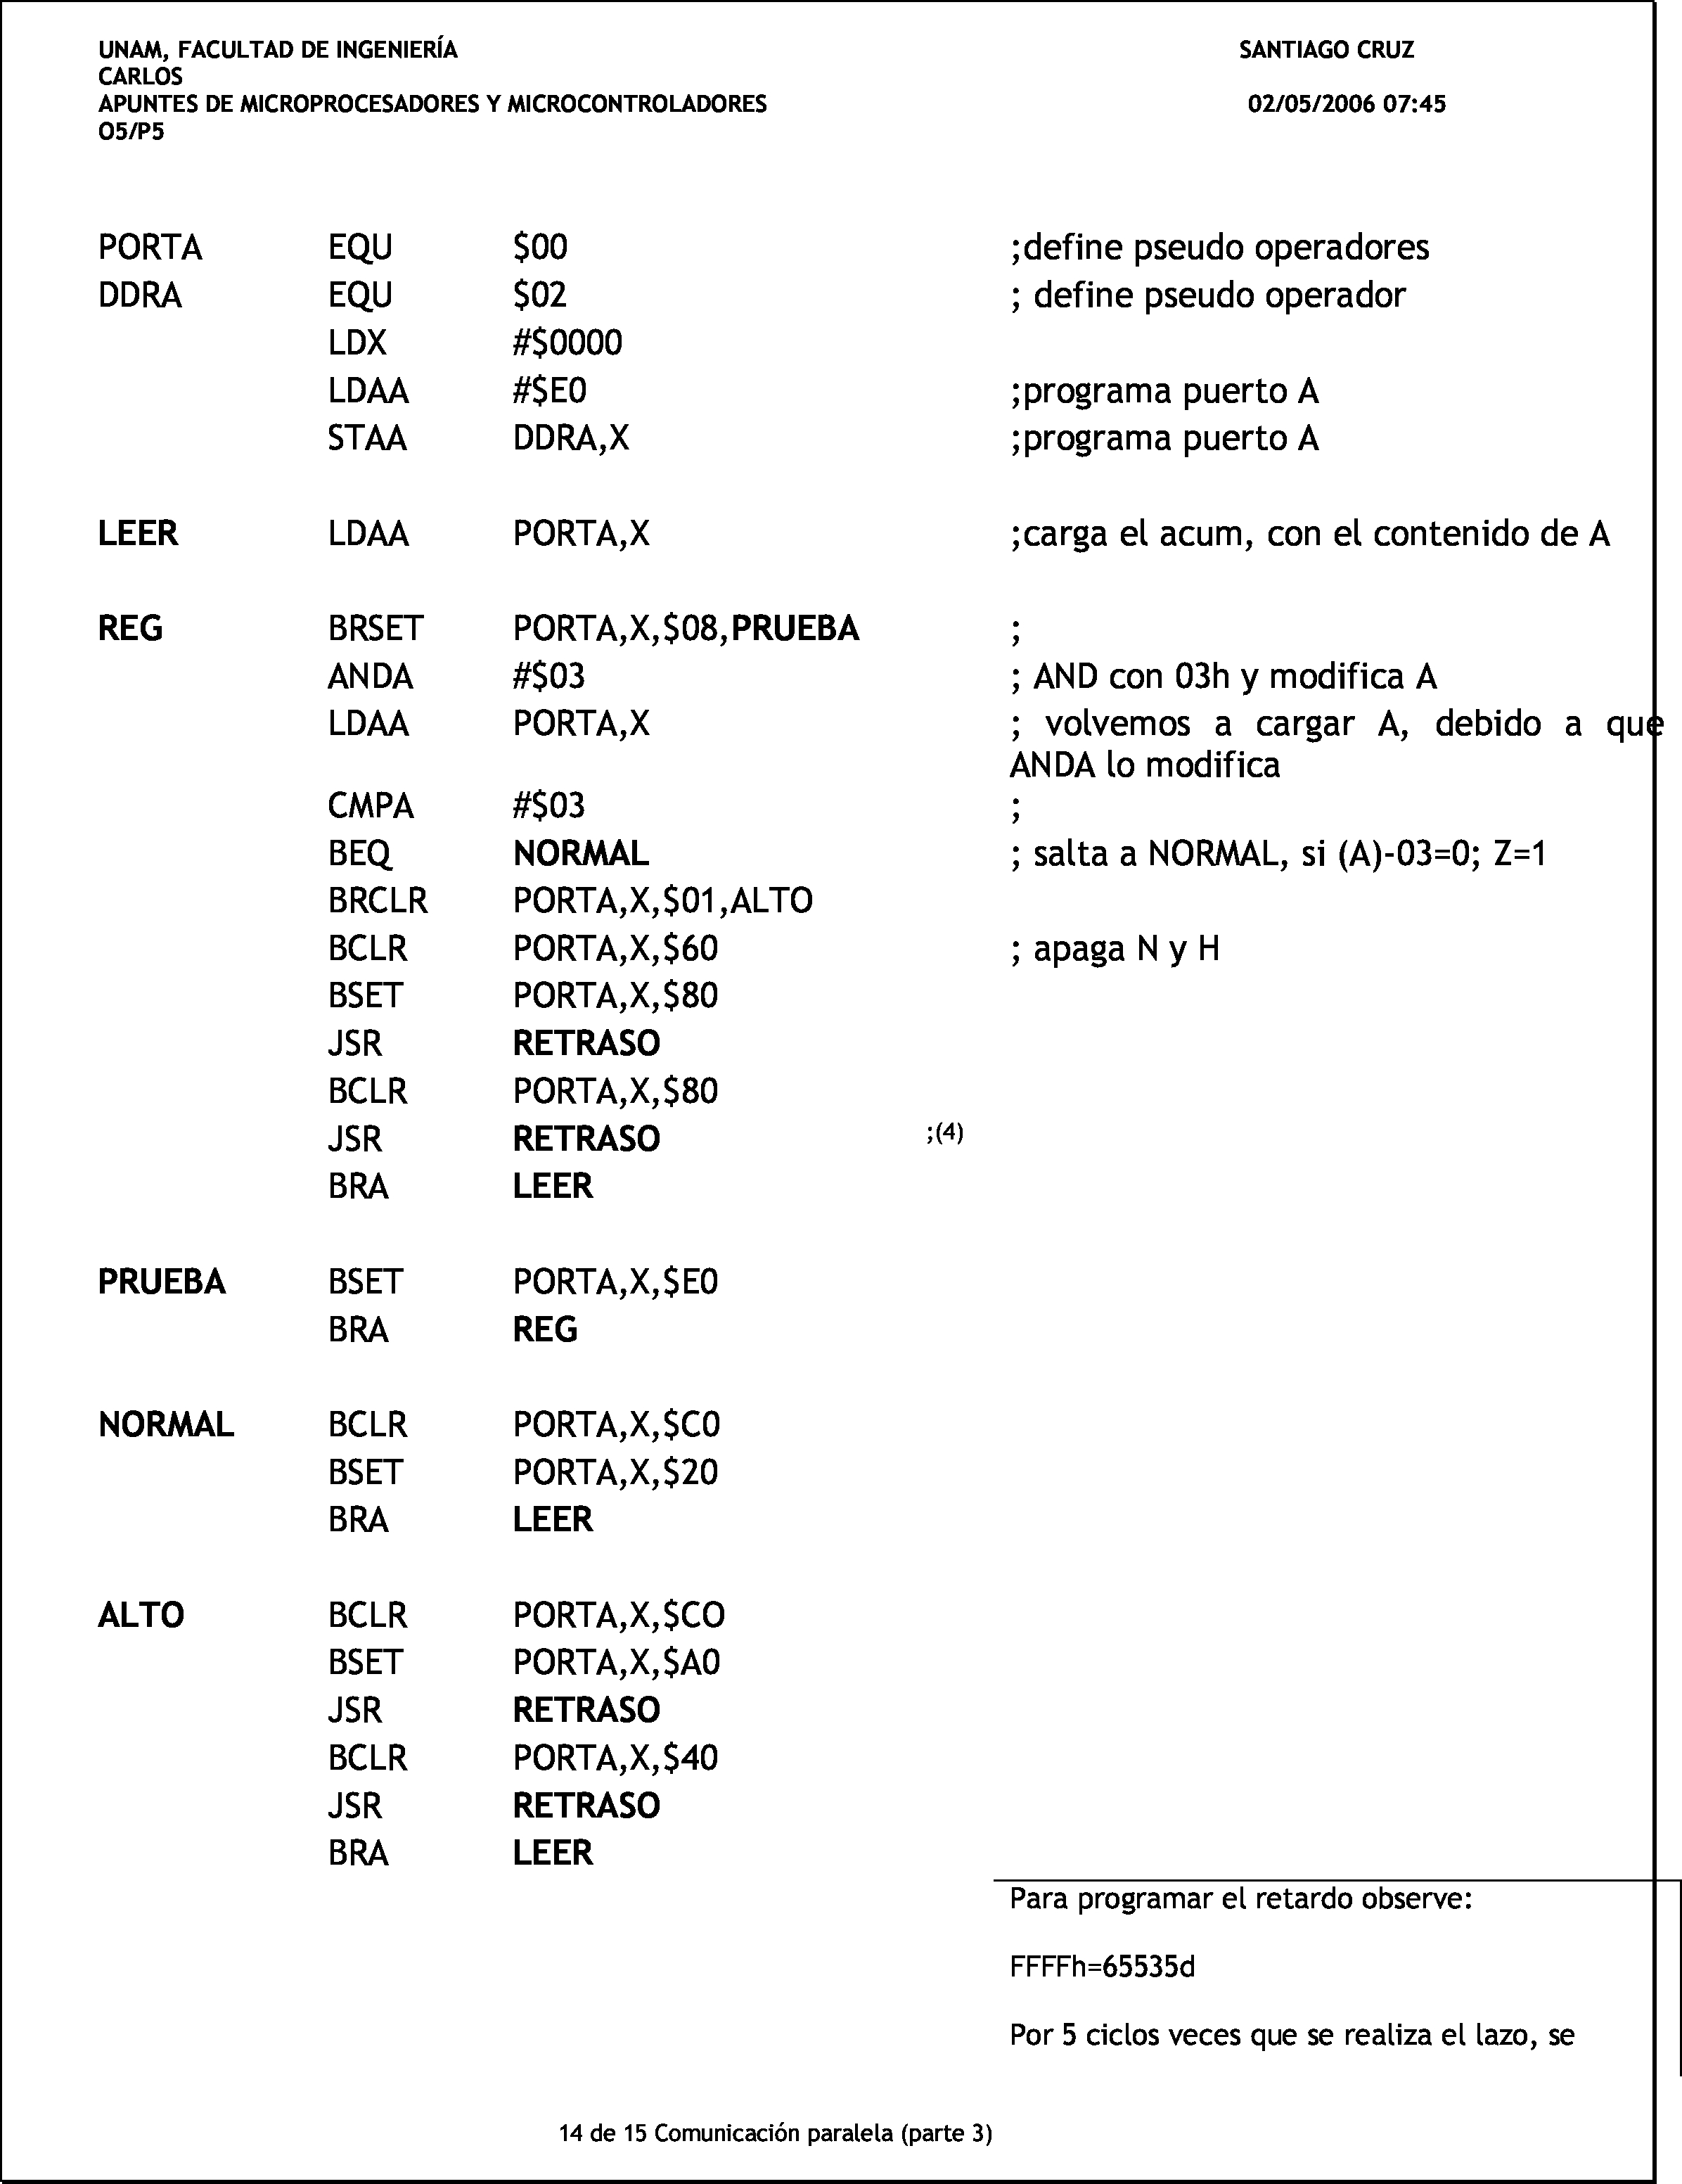 UNAM, FACULTAD DE INGENIERÍA SANTIAGO CRUZ
CARLOS
APUNTES DE MICROPROCESADORES Y MICROCONTROLADORES 02/05/2006 07:45
O5/P5
PORTA EQU $00 ;define pseudo operadores
DDRA EQU $02 ; define pseudo operador
LDX #$0000
LDAA #$E0 ;programa puerto A
STAA DDRA,X ;programa puerto A
LEER LDAA PORTA,X ;carga el acum, con el contenido de A
REG BRSET PORTA,X,$08,PRUEBA ;
ANDA #$03 ; AND con 03h y modifica A
LDAA PORTA,X ; volvemos a cargar A, debido a que
ANDA lo modifica
CMPA #$03 ;
BEQ NORMAL ; salta a NORMAL, si (A)-03=0; Z=1
BRCLR PORTA,X,$01,ALTO
BCLR PORTA,X,$60 ; apaga N y H
BSET PORTA,X,$80
JSR RETRASO
BCLR PORTA,X,$80
JSR RETRASO ;(4)
BRA LEER
PRUEBA BSET PORTA,X,$E0
BRA REG
NORMAL BCLR PORTA,X,$C0
BSET PORTA,X,$20
BRA LEER
ALTO BCLR PORTA,X,$CO
BSET PORTA,X,$A0
JSR RETRASO
BCLR PORTA,X,$40
JSR RETRASO
BRA LEER
Para programar el retardo observe:
FFFFh=65535d
Por 5 ciclos veces que se realiza el lazo, se
14 de 15 Comunicación paralela (parte 3)